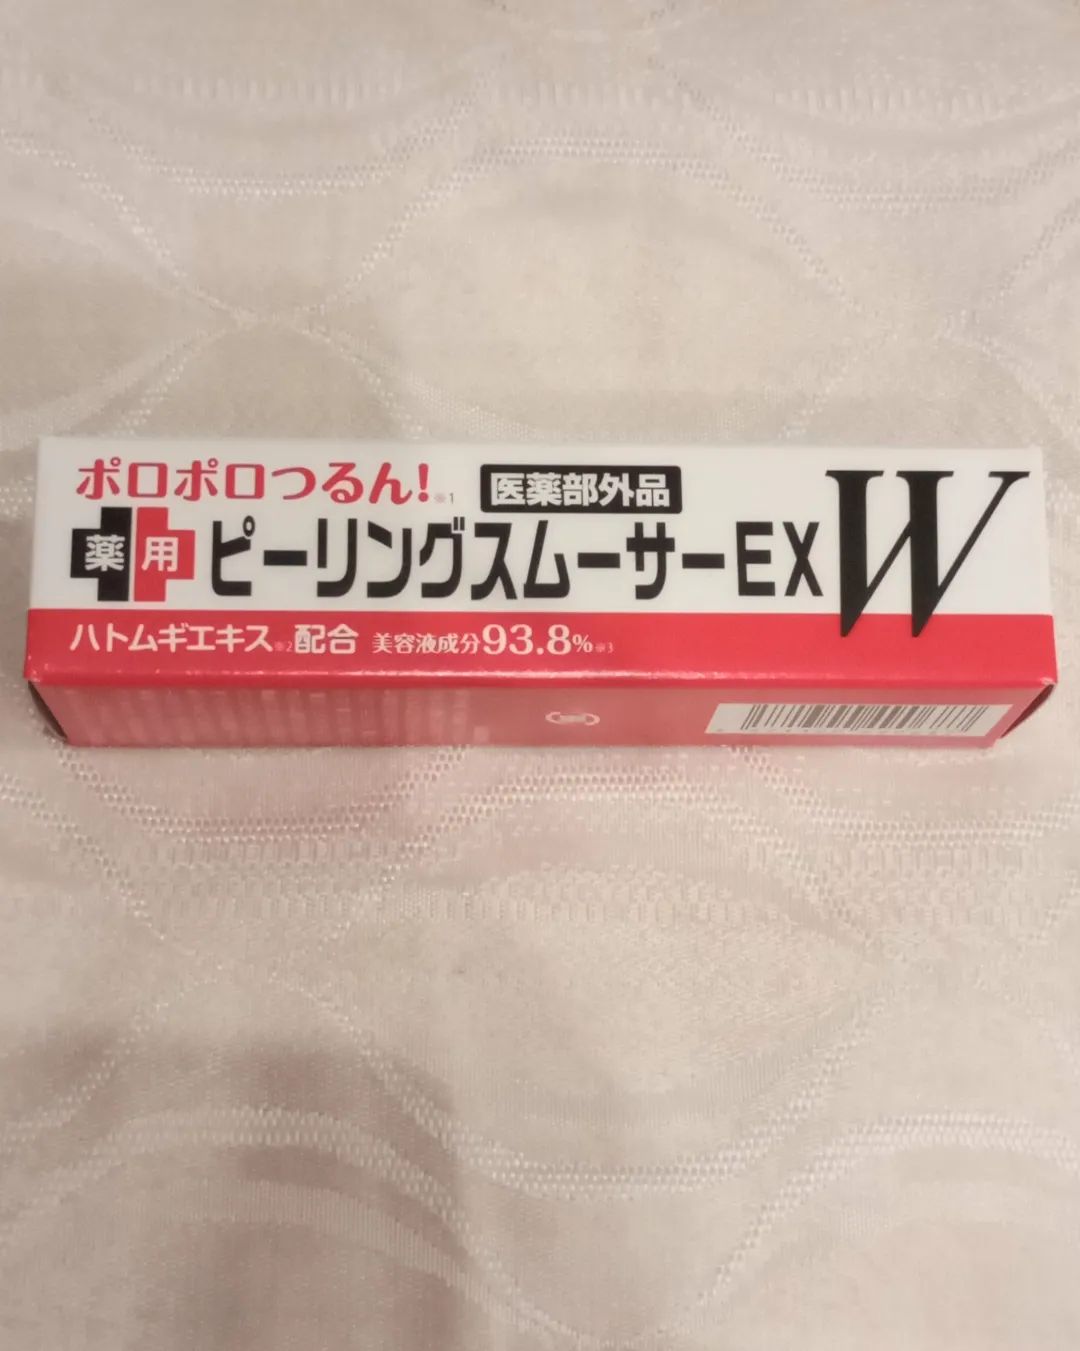 ポロポロつるん!※1
医薬部外品
薬用 ピーリングスムーサーEX W
ハトムギエキス※2配合 美容液成分93.8%※3